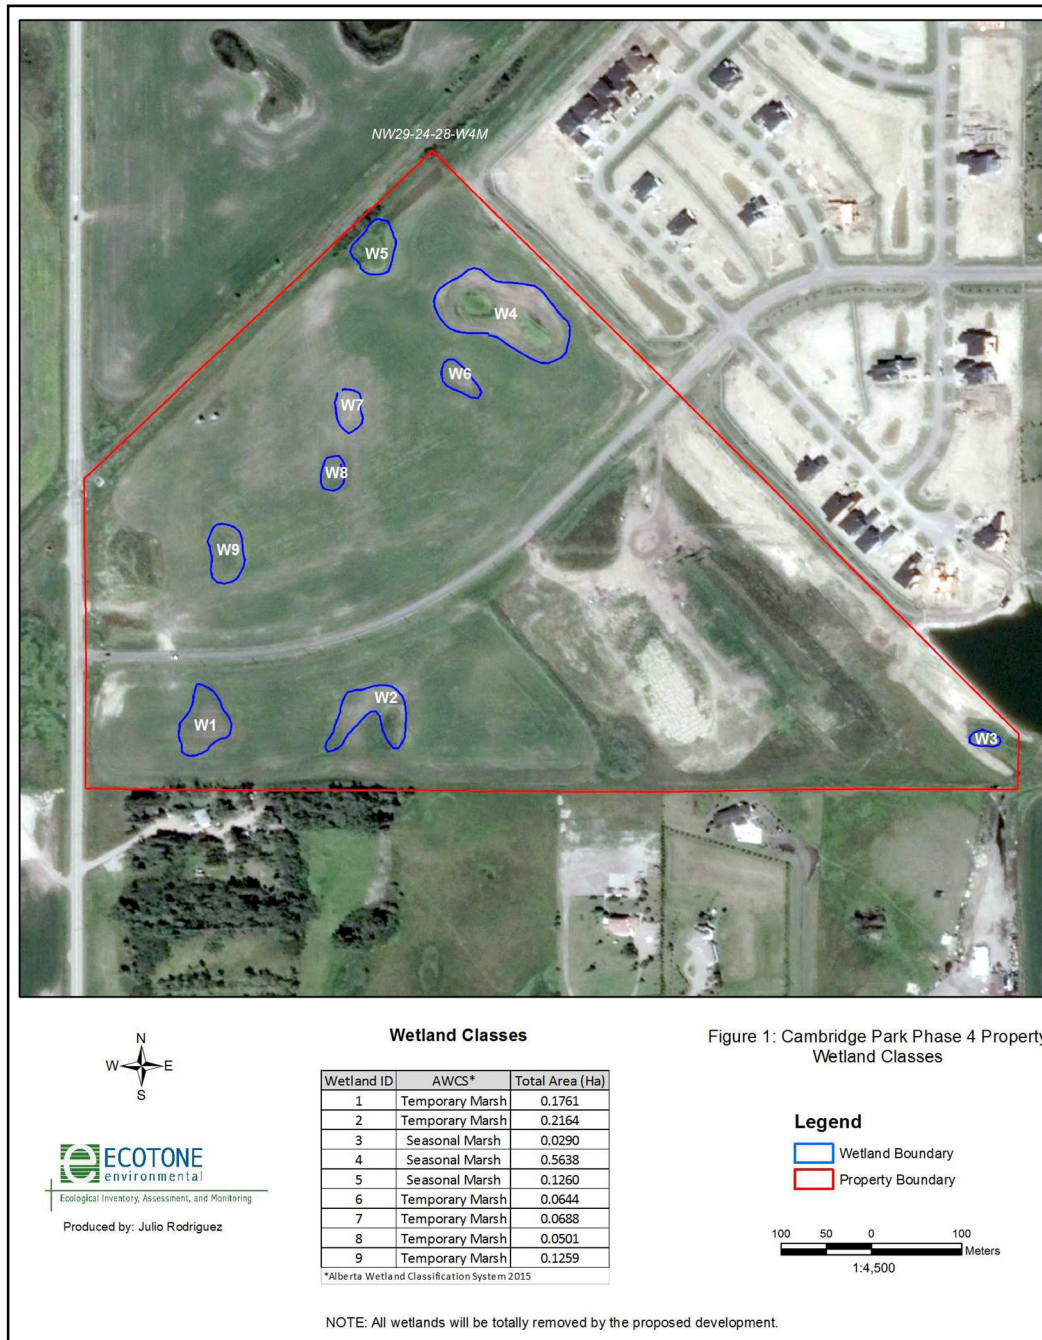 NW29-24-28-W4M
W5
W4
W6
W7
W8
W9
W1
W2
W3
N
W E
S
ECOTONE
environmental
Ecological Inventory, Assessment, and Monitoring
Produced by: Julio Rodriguez
Wetland Classes
Wetland ID AWCS* Total Area (Ha)
1 Temporary Marsh 0.1761
2 Temporary Marsh 0.2164
3 Seasonal Marsh 0.0290
4 Seasonal Marsh 0.5638
5 Seasonal Marsh 0.1260
6 Temporary Marsh 0.0644
7 Temporary Marsh 0.0688
8 Temporary Marsh 0.0501
9 Temporary Marsh 0.1259
*Alberta Wetland Classification System 2015
Figure 1: Cambridge Park Phase 4 Property
Wetland Classes
Legend
Wetland Boundary
Property Boundary
100 50 0 100
Meters
1:4,500
NOTE: All wetlands will be totally removed by the proposed development.